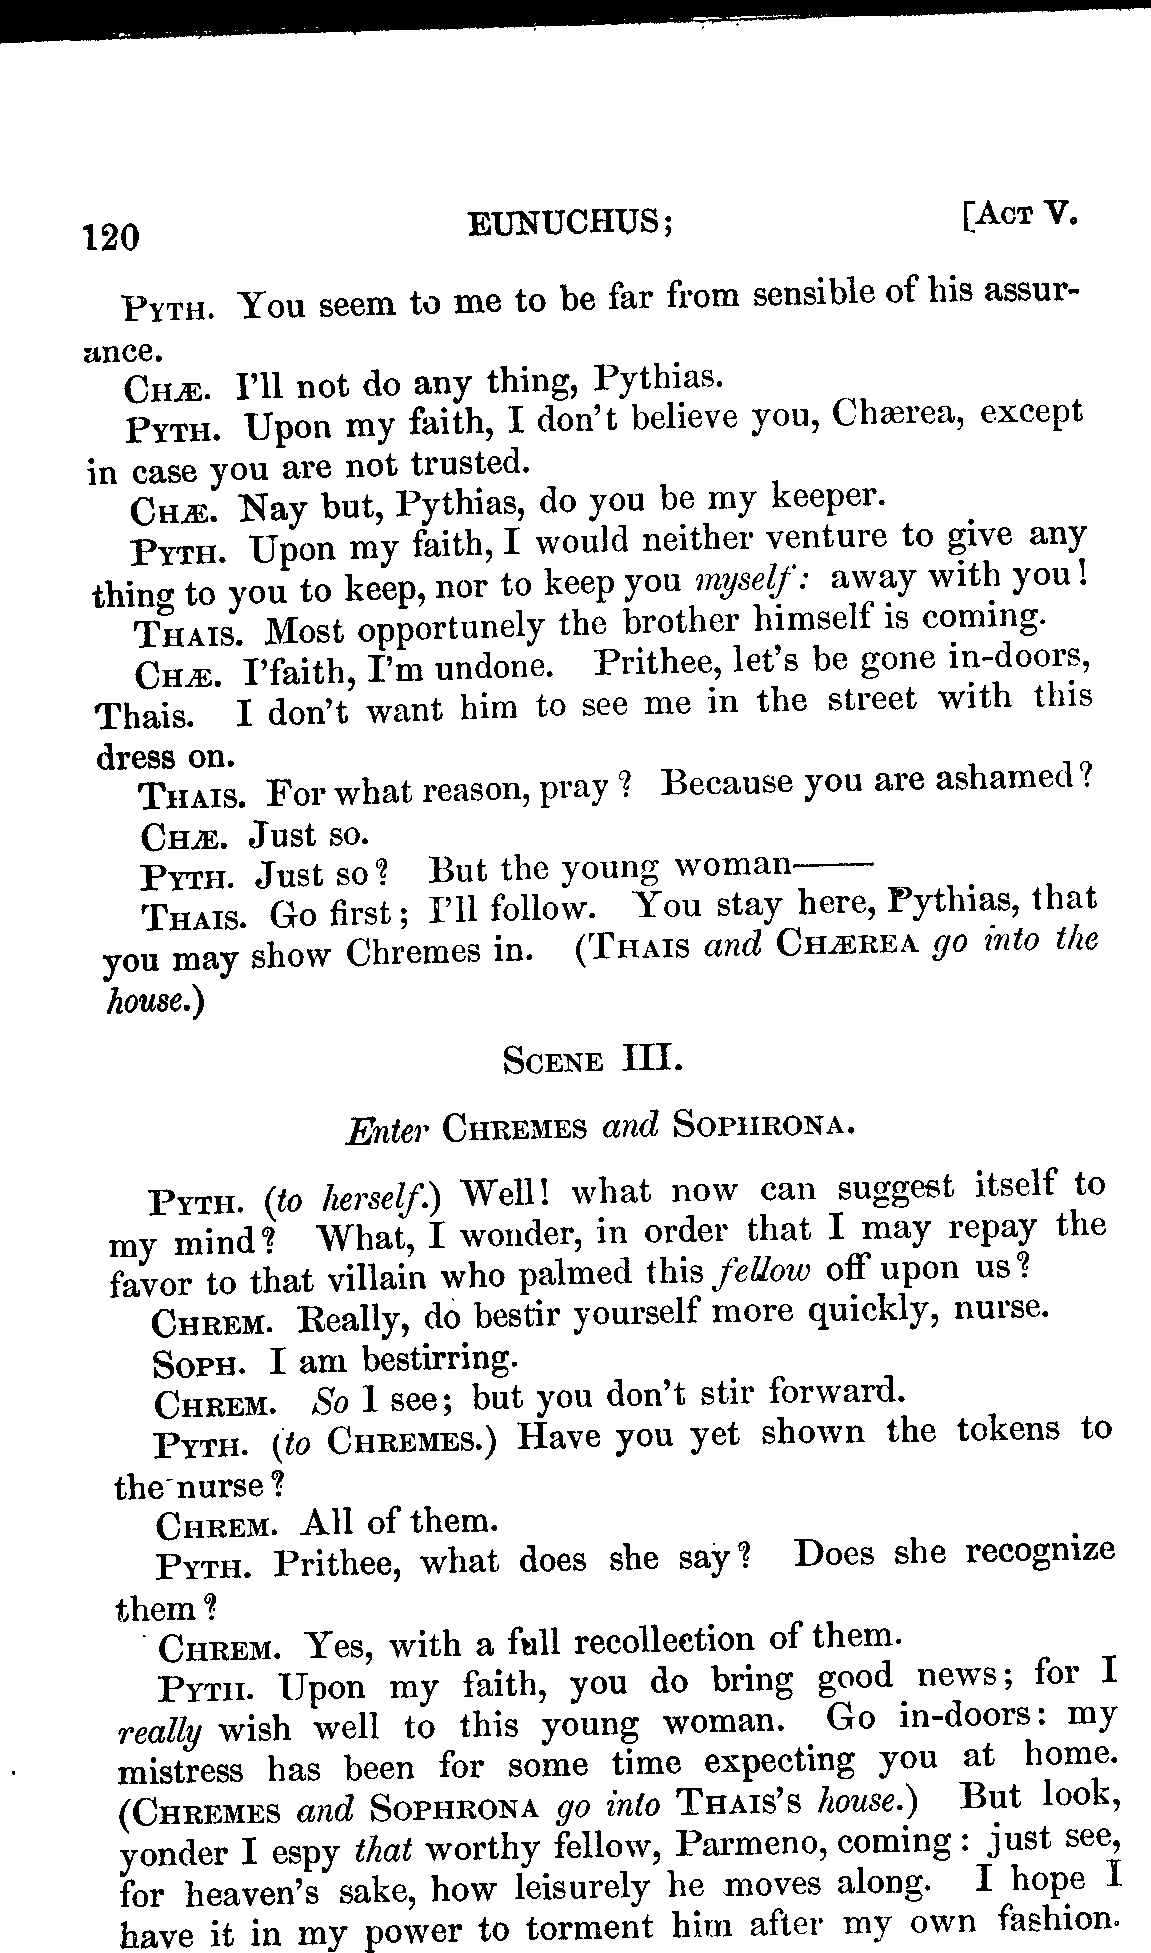 120 EUNUCHUS; [ACT V.
PYTH. You seem to me to be far from sensible of his assur-
ance.
CHÆ. I'll not do any thing, Pythias.
PYTH. Upon my faith, I don't believe you, Chærea, except
in case you are not trusted.
CHÆ. Nay but, Pythias, do you be my keeper.
PYTH. Upon my faith, I would neither venture to give any
thing to you to keep, nor to keep you myself: away with you!
THAIS. Most opportunely the brother himself is coming.
CHÆ. I'faith, I'm undone. Prithee, let's be gone in-doors,
Thais. I don't want him to see me in the street with this
dress on.
THAIS. For what reason, pray? Because you are ashamed?
CHÆ. Just so.
PYTH. Just so? But the young woman——
THAIS. Go first; I'll follow. You stay here, Pythias, that
you may show Chremes in. (THAIS and CHÆREA go into the
house.)
SCENE III.
Enter CHREMES and SOPHRONA.
PYTH. (to herself.) Well! what now can suggest itself to
my mind? What, I wonder, in order that I may repay the
favor to that villain who palmed this fellow off upon us?
CHREM. Really, do bestir yourself more quickly, nurse.
SOPH. I am bestirring.
CHREM. So I see; but you don't stir forward.
PYTH. (to CHREMES.) Have you yet shown the tokens to
the nurse?
CHREM. All of them.
PYTH. Prithee, what does she say? Does she recognize
them?
CHREM. Yes, with a full recollection of them.
PYTH. Upon my faith, you do bring good news; for I
really wish well to this young woman. Go in-doors: my
mistress has been for some time expecting you at home.
(CHREMES and SOPHRONA go into THAIS'S house.) But look,
yonder I espy that worthy fellow, Parmeno, coming: just see,
for heaven's sake, how leisurely he moves along. I hope I
have it in my power to torment him after my own fashion.